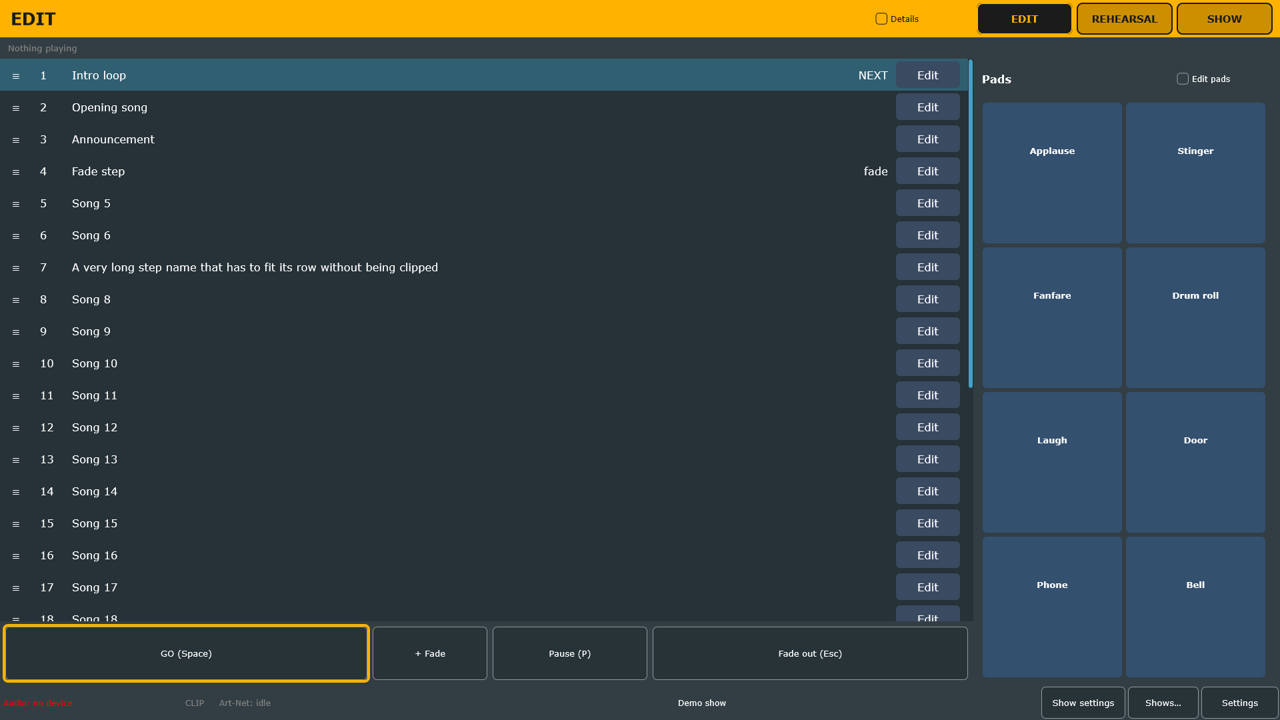 EDIT
Details
EDIT
REHEARSAL
SHOW
Nothing playing
≡ 1 Intro loop NEXT Edit
≡ 2 Opening song Edit
≡ 3 Announcement Edit
≡ 4 Fade step fade Edit
≡ 5 Song 5 Edit
≡ 6 Song 6 Edit
≡ 7 A very long step name that has to fit its row without being clipped Edit
≡ 8 Song 8 Edit
≡ 9 Song 9 Edit
≡ 10 Song 10 Edit
≡ 11 Song 11 Edit
≡ 12 Song 12 Edit
≡ 13 Song 13 Edit
≡ 14 Song 14 Edit
≡ 15 Song 15 Edit
≡ 16 Song 16 Edit
≡ 17 Song 17 Edit
≡ 18 Song 18 Edit
Pads
Edit pads
Applause
Stinger
Fanfare
Drum roll
Laugh
Door
Phone
Bell
GO (Space)
+ Fade
Pause (P)
Fade out (Esc)
Audio: no device
CLIP
Art-Net: idle
Demo show
Show settings
Shows...
Settings